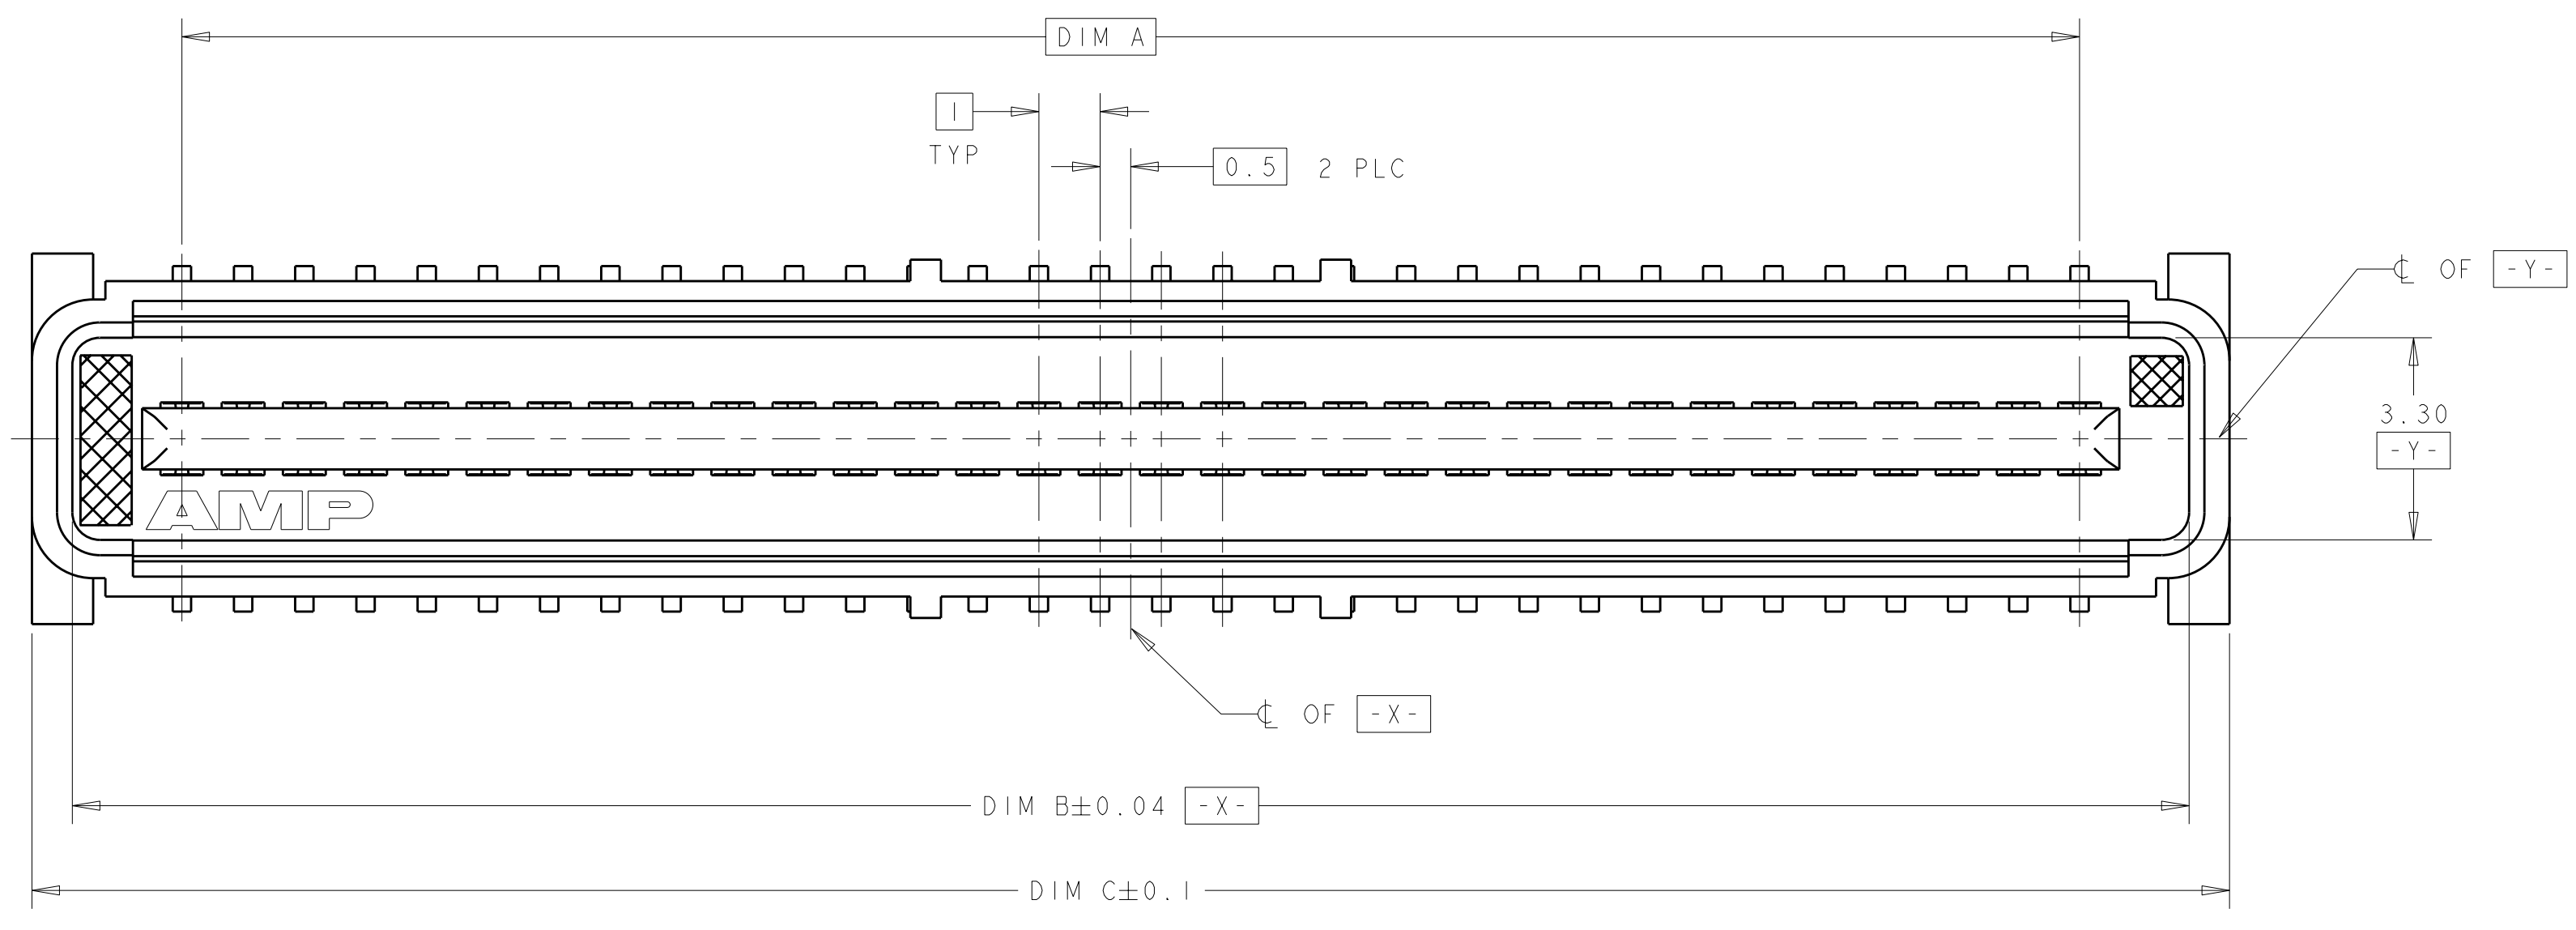 DIM A
1
TYP
0.5 2 PLC
℄ OF -Y-
3.30
-Y-
AMP
℄ OF -X-
DIM B±0.04 -X-
DIM C±0.1